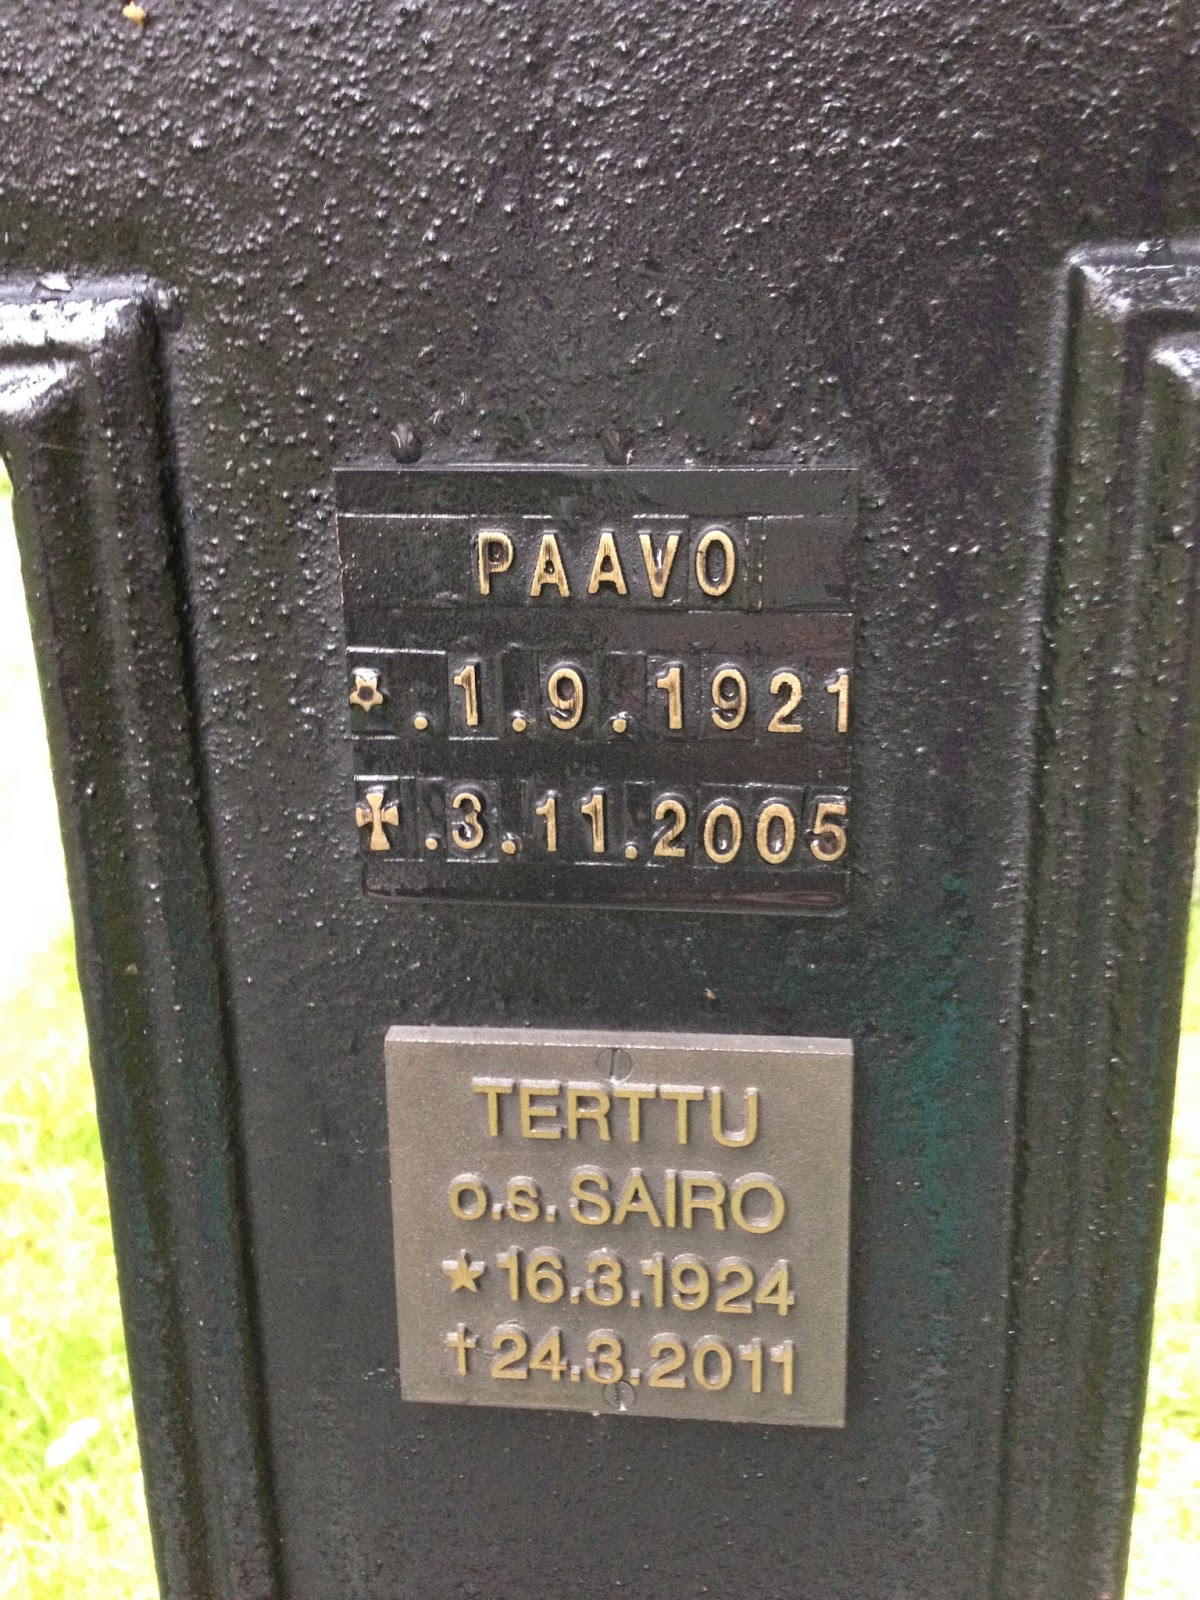 PAAVO
* .1.9.1921
✠ .3.11.2005
TERTTU
o.s. SAIRO
★ 16.3.1924
† 24.3.2011